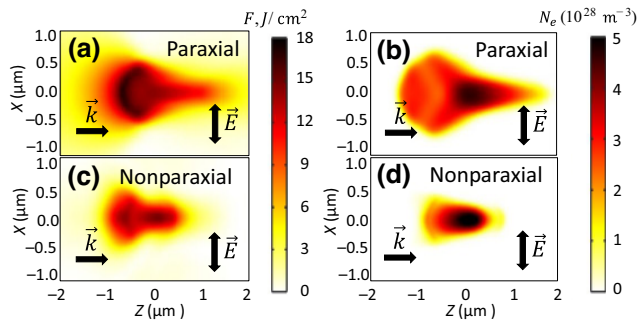 F, J/ cm²
Nₑ (10²⁸ m⁻³)
1.0
0.5
0.0
−0.5
−1.0
X (μm)
(a)
Paraxial
k⃗
E⃗
18
15
12
9
6
3
0
1.0
0.5
0.0
−0.5
−1.0
X (μm)
(b)
Paraxial
k⃗
E⃗
5
4
3
2
1
0
1.0
0.5
0.0
−0.5
−1.0
X (μm)
(c)
Nonparaxial
k⃗
E⃗
1.0
0.5
0.0
−0.5
−1.0
X (μm)
(d)
Nonparaxial
k⃗
E⃗
−2 −1 0 1 2
Z (μm)
−2 −1 0 1 2
Z (μm)